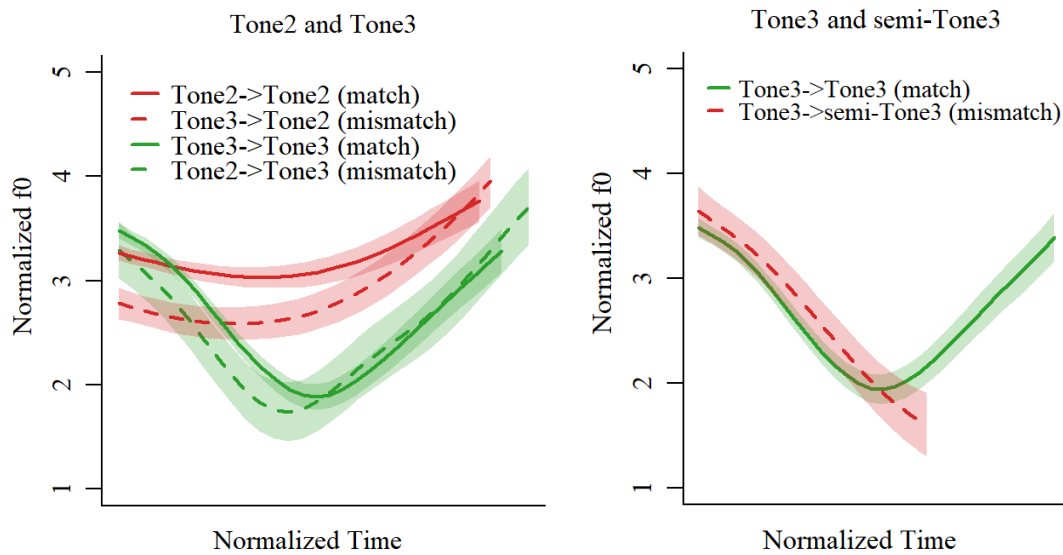 Tone2 and Tone3
5
4
3
2
1
Normalized f0
Tone2->Tone2 (match)
Tone3->Tone2 (mismatch)
Tone3->Tone3 (match)
Tone2->Tone3 (mismatch)
Normalized Time
Tone3 and semi-Tone3
5
4
3
2
1
Normalized f0
Tone3->Tone3 (match)
Tone3->semi-Tone3 (mismatch)
Normalized Time